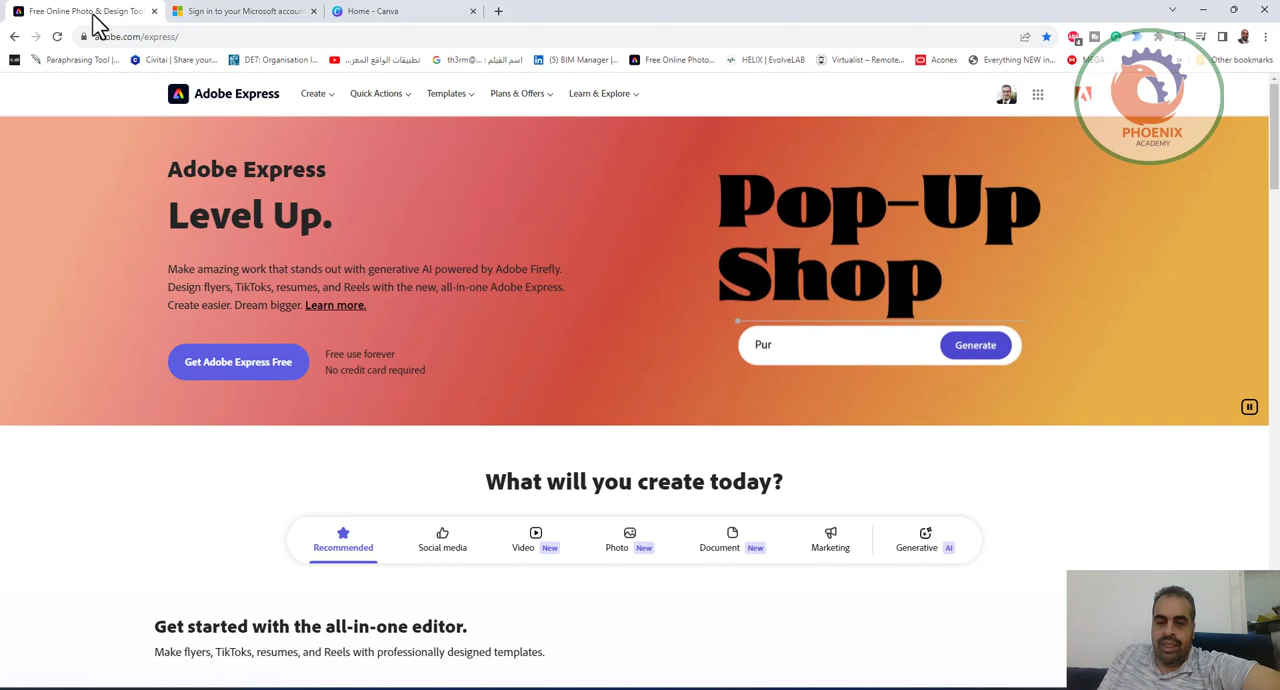 Free Online Photo & Design Tool
Sign in to your Microsoft accoun
Home - Canva
adobe.com/express/
Paraphrasing Tool |...
Civitai | Share your...
DE7: Organisation I...
تطبيقات الواقع المعز...
اسم الفيلم : ...th3rm@
(5) BIM Manager |...
Free Online Photo...
HELIX | EvolveLAB
Virtualist – Remote...
Aconex
Everything NEW in...
MEGA
Other bookmarks
Adobe Express
Create
Quick Actions
Templates
Plans & Offers
Learn & Explore
PHOENIX
ACADEMY
Adobe Express
Level Up.
Make amazing work that stands out with generative AI powered by Adobe Firefly.
Design flyers, TikToks, resumes, and Reels with the new, all-in-one Adobe Express.
Create easier. Dream bigger. Learn more.
Get Adobe Express Free
Free use forever
No credit card required
Pop-Up
Shop
Pur
Generate
What will you create today?
Recommended
Social media
Video New
Photo New
Document New
Marketing
Generative AI
Get started with the all-in-one editor.
Make flyers, TikToks, resumes, and Reels with professionally designed templates.